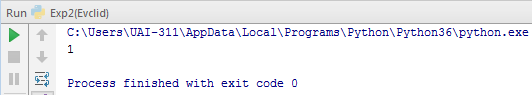 Run Exp2(Evclid)
C:\Users\UAI-311\AppData\Local\Programs\Python\Python36\python.exe
1
Process finished with exit code 0